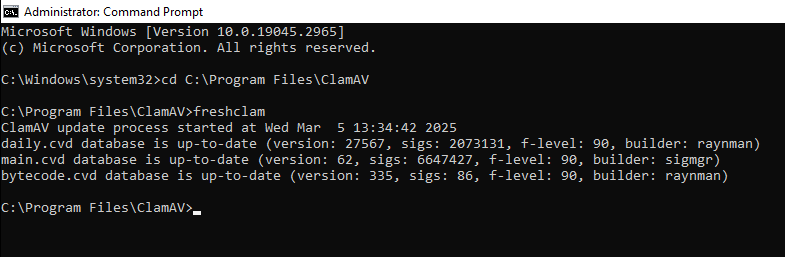 Administrator: Command Prompt
Microsoft Windows [Version 10.0.19045.2965]
(c) Microsoft Corporation. All rights reserved.
C:\Windows\system32>cd C:\Program Files\ClamAV
C:\Program Files\ClamAV>freshclam
ClamAV update process started at Wed Mar  5 13:34:42 2025
daily.cvd database is up-to-date (version: 27567, sigs: 2073131, f-level: 90, builder: raynman)
main.cvd database is up-to-date (version: 62, sigs: 6647427, f-level: 90, builder: sigmgr)
bytecode.cvd database is up-to-date (version: 335, sigs: 86, f-level: 90, builder: raynman)
C:\Program Files\ClamAV>